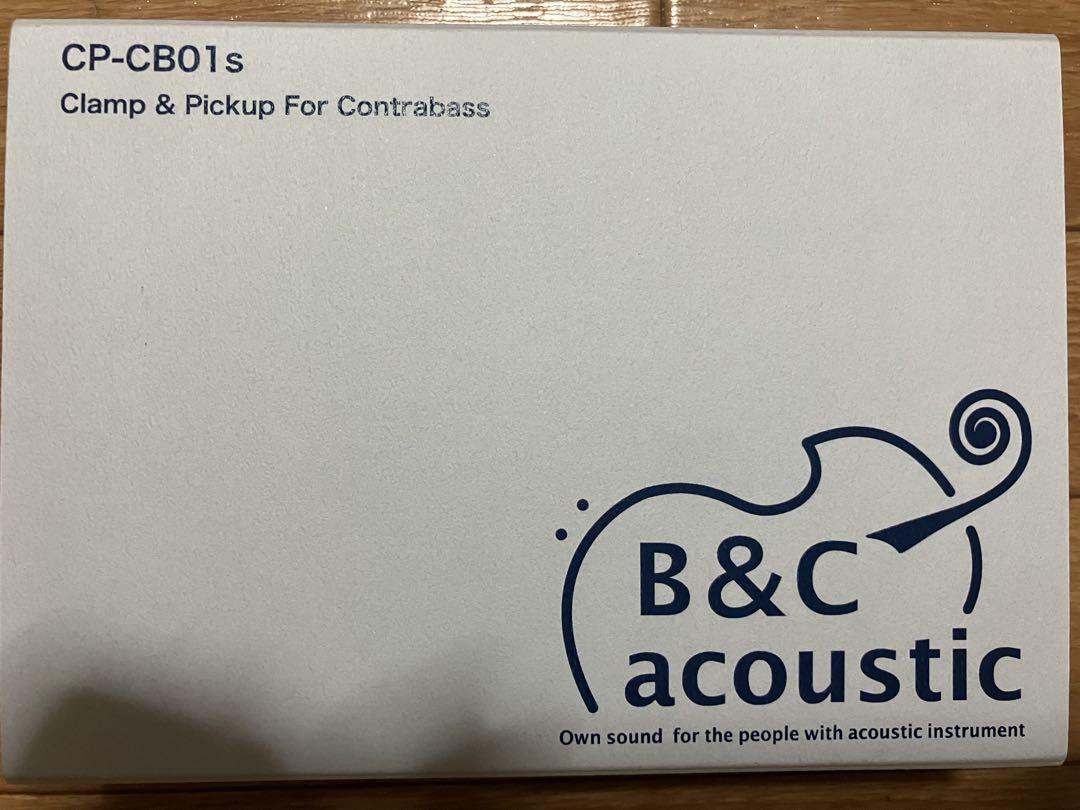 CP-CB01s
Clamp & Pickup For Contrabass
B&C
acoustic
Own sound for the people with acoustic instrument